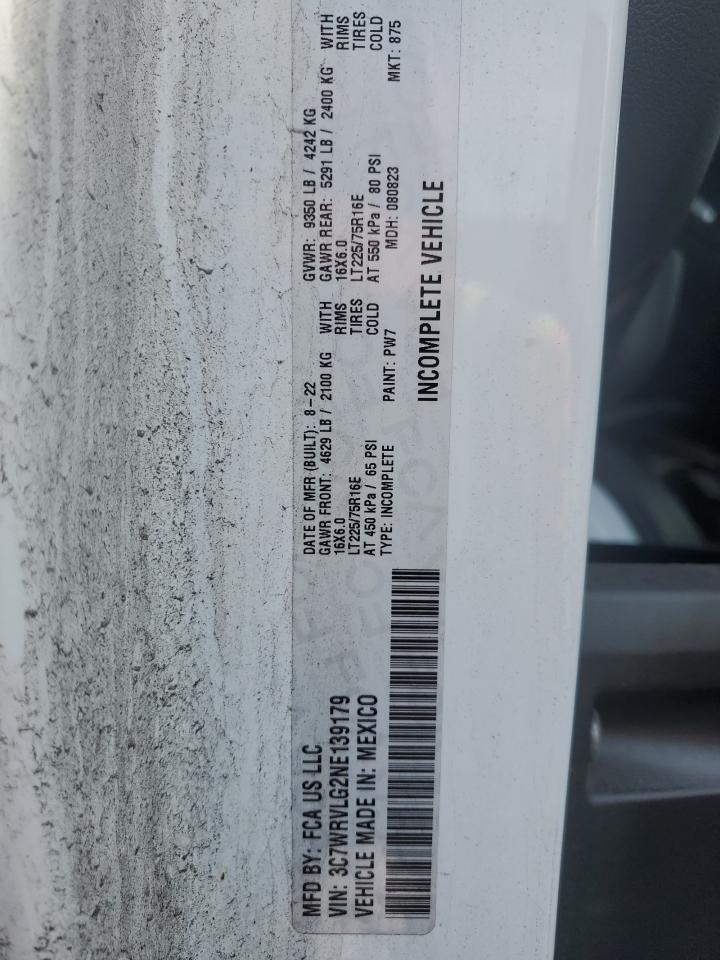 MFD BY: FCA US LLC
VIN: 3C7WRVLG2NE139179
VEHICLE MADE IN: MEXICO
DATE OF MFR (BUILT): 8-22
GVWR: 9350 LB / 4242 KG
GAWR FRONT: 4629 LB / 2100 KG WITH
16X6.0 RIMS
LT225/75R16E TIRES
AT 450 kPa / 65 PSI COLD
GAWR REAR: 5291 LB / 2400 KG WITH
16X6.0 RIMS
LT225/75R16E TIRES
AT 550 kPa / 80 PSI COLD
TYPE: INCOMPLETE PAINT: PW7 MDH: 080823 MKT: 875
INCOMPLETE VEHICLE